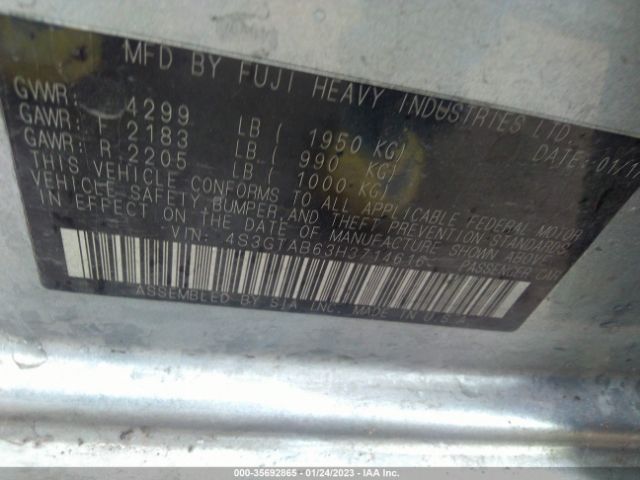 MFD BY FUJI HEAVY INDUSTRIES LTD.
DATE: 01/1
GVWR: 4299 LB ( 1950 KG)
GAWR: F 2183 LB ( 990 KG)
GAWR: R 2205 LB ( 1000 KG)
THIS VEHICLE CONFORMS TO ALL APPLICABLE FEDERAL MOTOR
VEHICLE SAFETY, BUMPER, AND THEFT PREVENTION STANDARDS
IN EFFECT ON THE DATE OF MANUFACTURE SHOWN ABOVE.
VIN: 4S3GTAB63H3714616 PASSENGER CAR
ASSEMBLED BY SIA INC. MADE IN U.S.A.
000-35692865 - 01/24/2023 - IAA Inc.